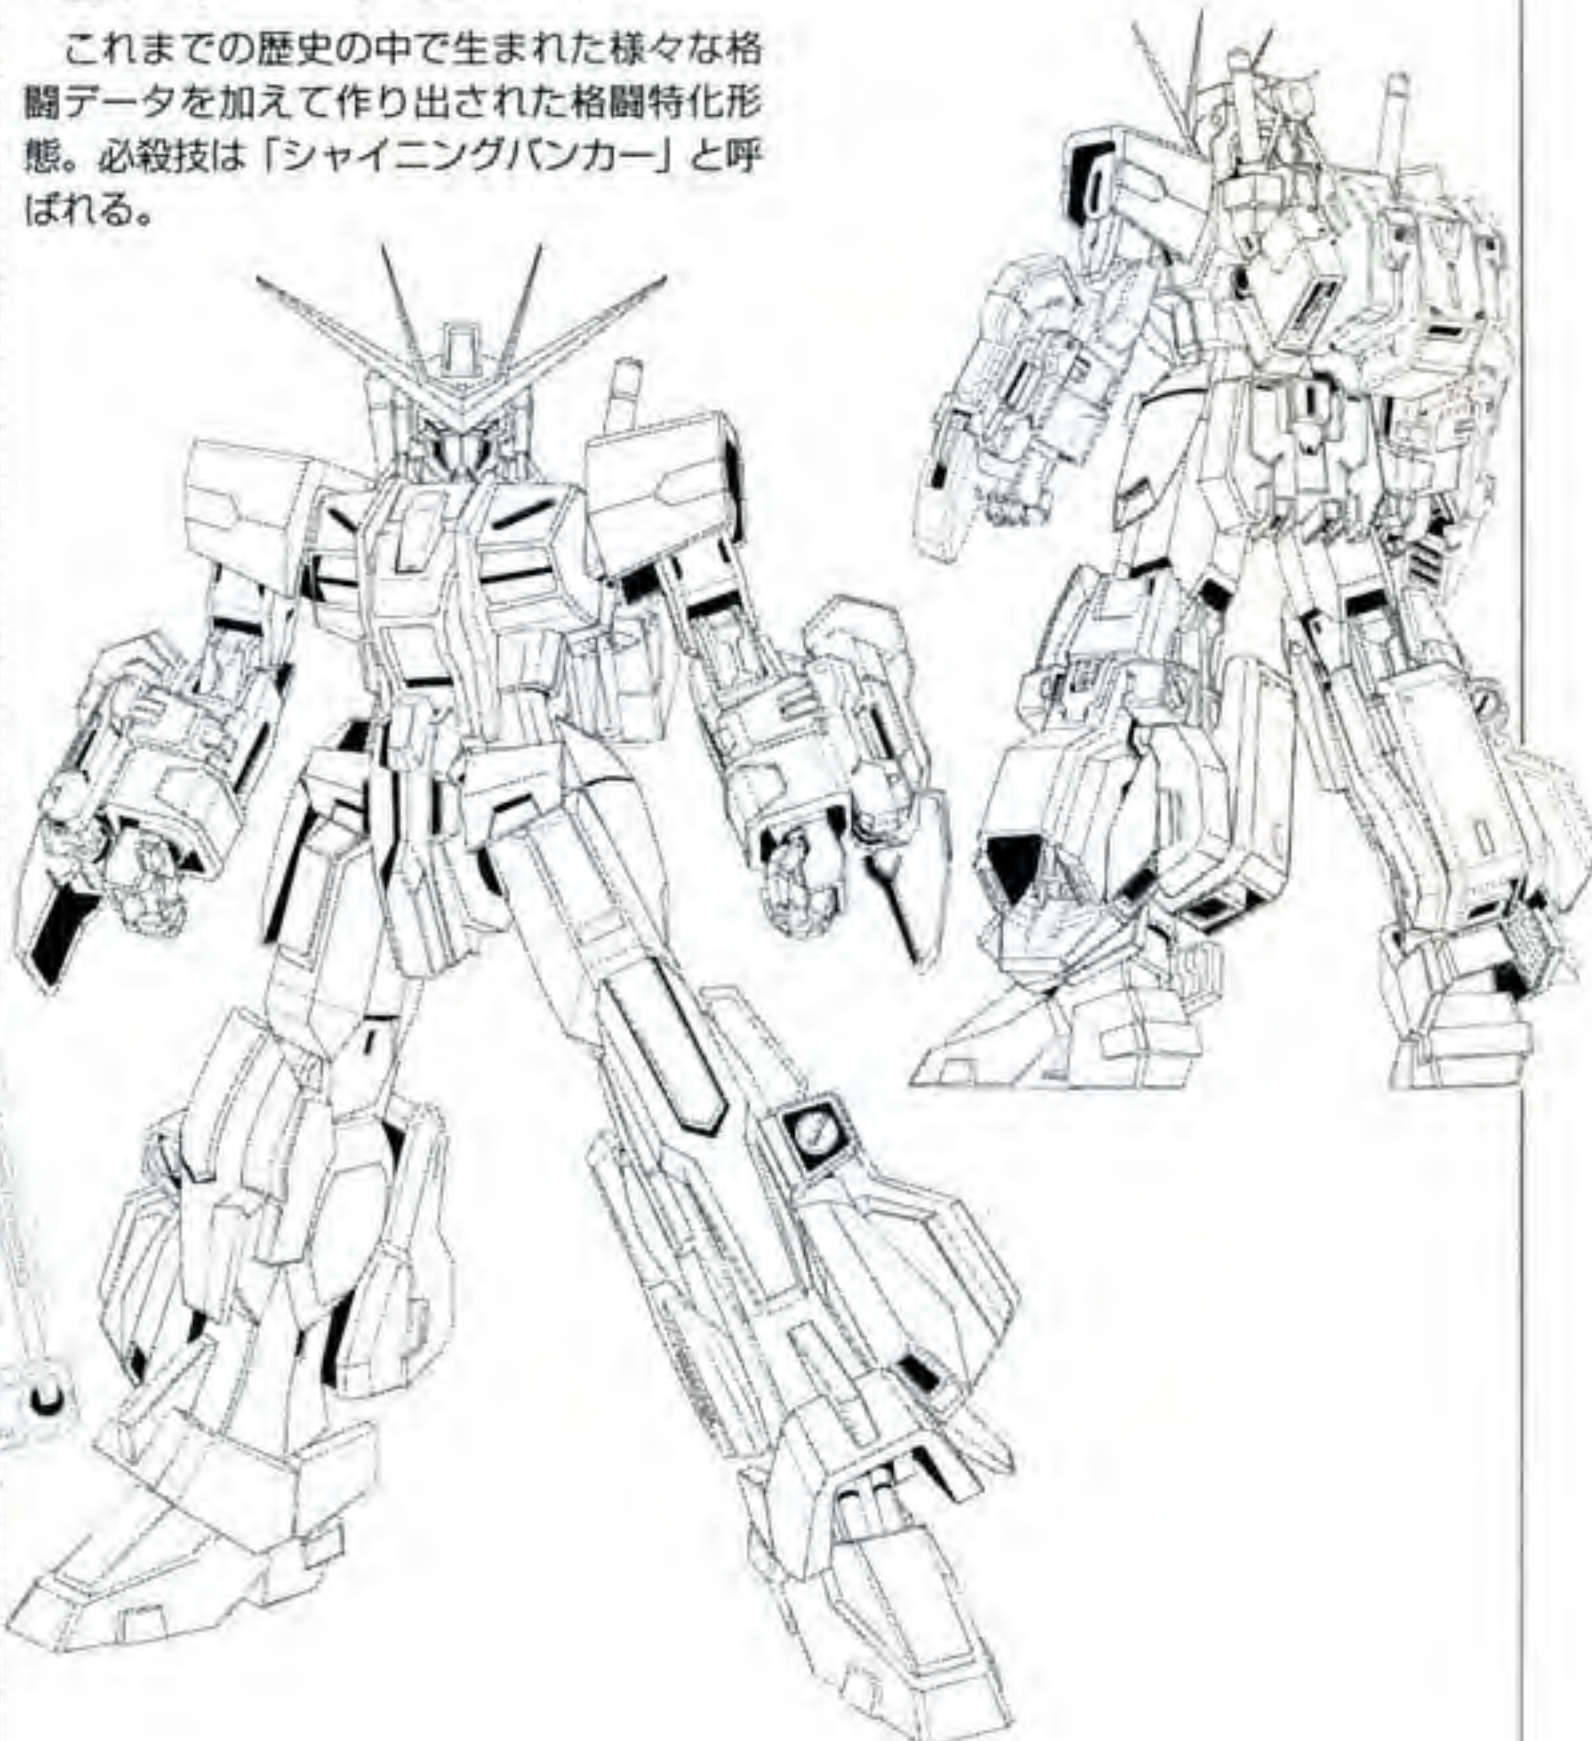 これまでの歴史の中で生まれた様々な格
闘データを加えて作り出された格闘特化形
態。必殺技は「シャイニングバンカー」と呼
ばれる。